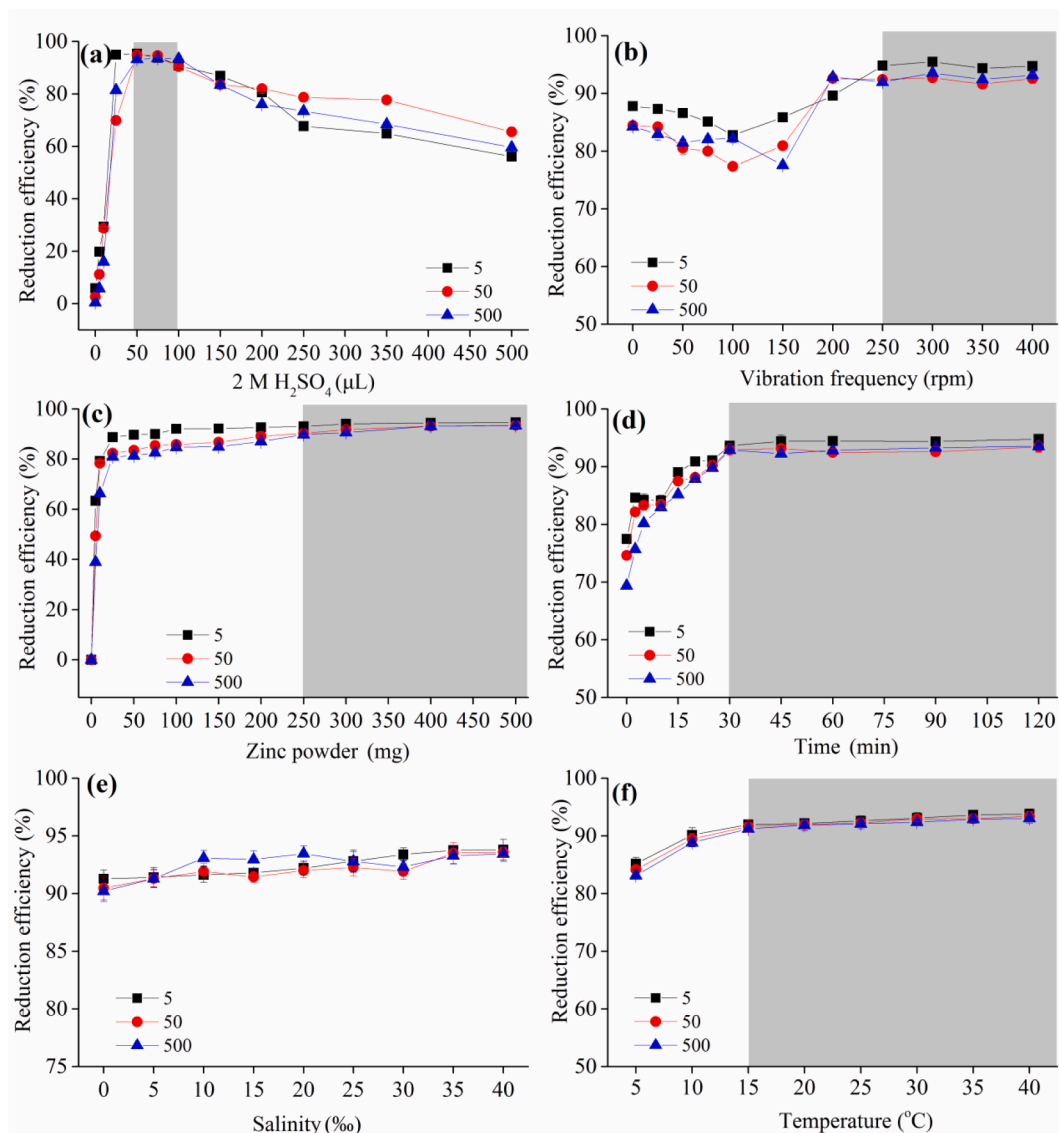 (a)
Reduction efficiency (%)
100
80
60
40
20
0
5
50
500
0 50 100 150 200 250 300 350 400 450 500
2 M H₂SO₄ (μL)
(b)
Reduction efficiency (%)
100
90
80
70
60
50
5
50
500
0 50 100 150 200 250 300 350 400
Vibration frequency (rpm)
(c)
Reduction efficiency (%)
100
80
60
40
20
0
5
50
500
0 50 100 150 200 250 300 350 400 450 500
Zinc powder (mg)
(d)
Reduction efficiency (%)
100
90
80
70
60
50
5
50
500
0 15 30 45 60 75 90 105 120
Time (min)
(e)
Reduction efficiency (%)
100
95
90
85
80
75
5
50
500
0 5 10 15 20 25 30 35 40
Salinity (‰)
(f)
Reduction efficiency (%)
100
90
80
70
60
50
5
50
500
5 10 15 20 25 30 35 40
Temperature (°C)